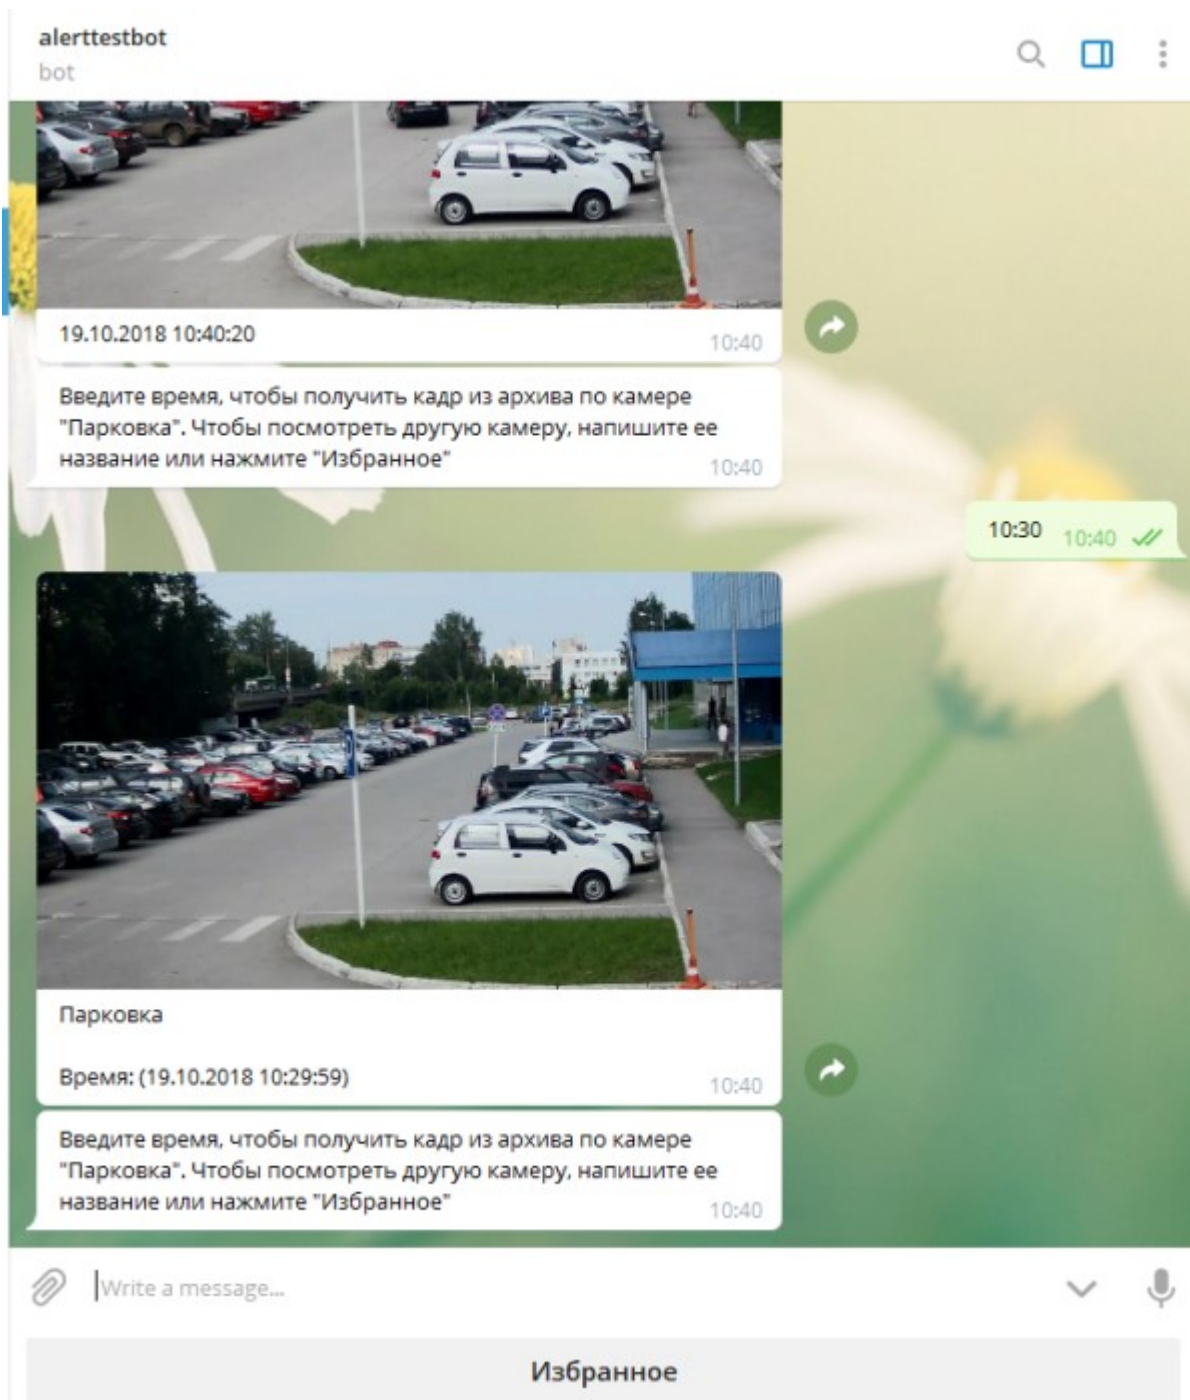 alerttestbot
bot
19.10.2018 10:40:20
10:40
Введите время, чтобы получить кадр из архива по камере
"Парковка". Чтобы посмотреть другую камеру, напишите ее
название или нажмите "Избранное"
10:40
10:30 10:40
Парковка
Время: (19.10.2018 10:29:59)
10:40
Введите время, чтобы получить кадр из архива по камере
"Парковка". Чтобы посмотреть другую камеру, напишите ее
название или нажмите "Избранное"
10:40
Write a message...
Избранное